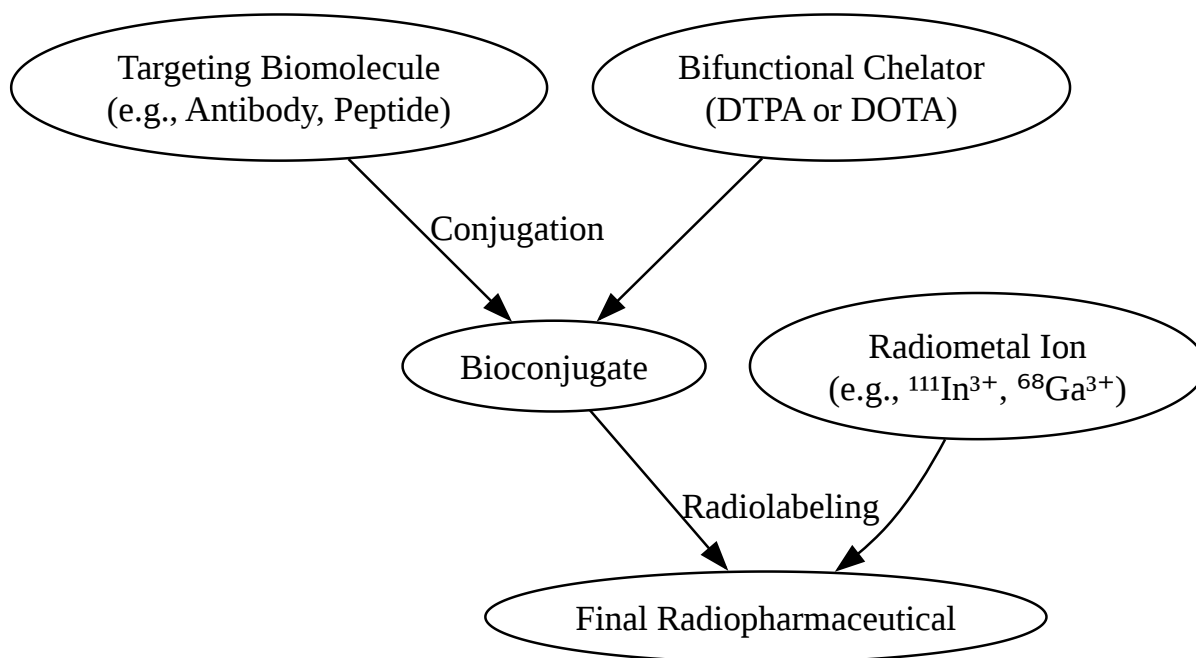 Targeting Biomolecule
(e.g., Antibody, Peptide)
Bifunctional Chelator
(DTPA or DOTA)
Conjugation
Bioconjugate
Radiometal Ion
(e.g., ¹¹¹In³⁺, ⁶⁸Ga³⁺)
Radiolabeling
Final Radiopharmaceutical